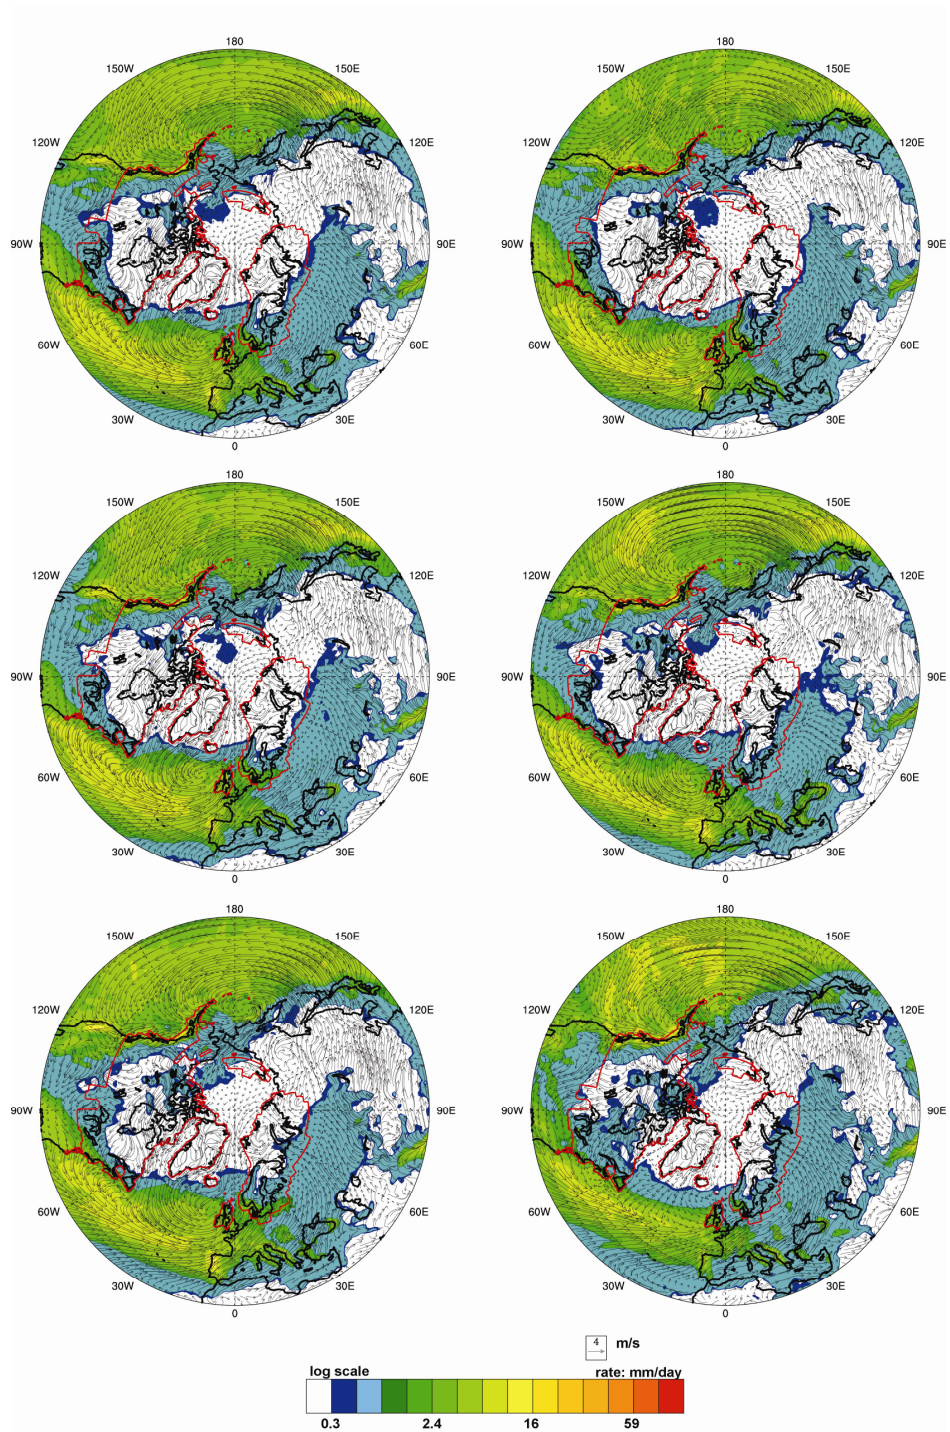 180 180
150W 150E 150W 150E
120W 120E 120W 120E
90W 90E 90W 90E
60W 60E 60W 60E
30W 30E 30W 30E
0 0
180 180
150W 150E 150W 150E
120W 120E 120W 120E
90W 90E 90W 90E
60W 60E 60W 60E
30W 30E 30W 30E
0 0
180 180
150W 150E 150W 150E
120W 120E 120W 120E
90W 90E 90W 90E
60W 60E 60W 60E
30W 30E 30W 30E
0 0
4 m/s
log scale rate: mm/day
0.3 2.4 16 59